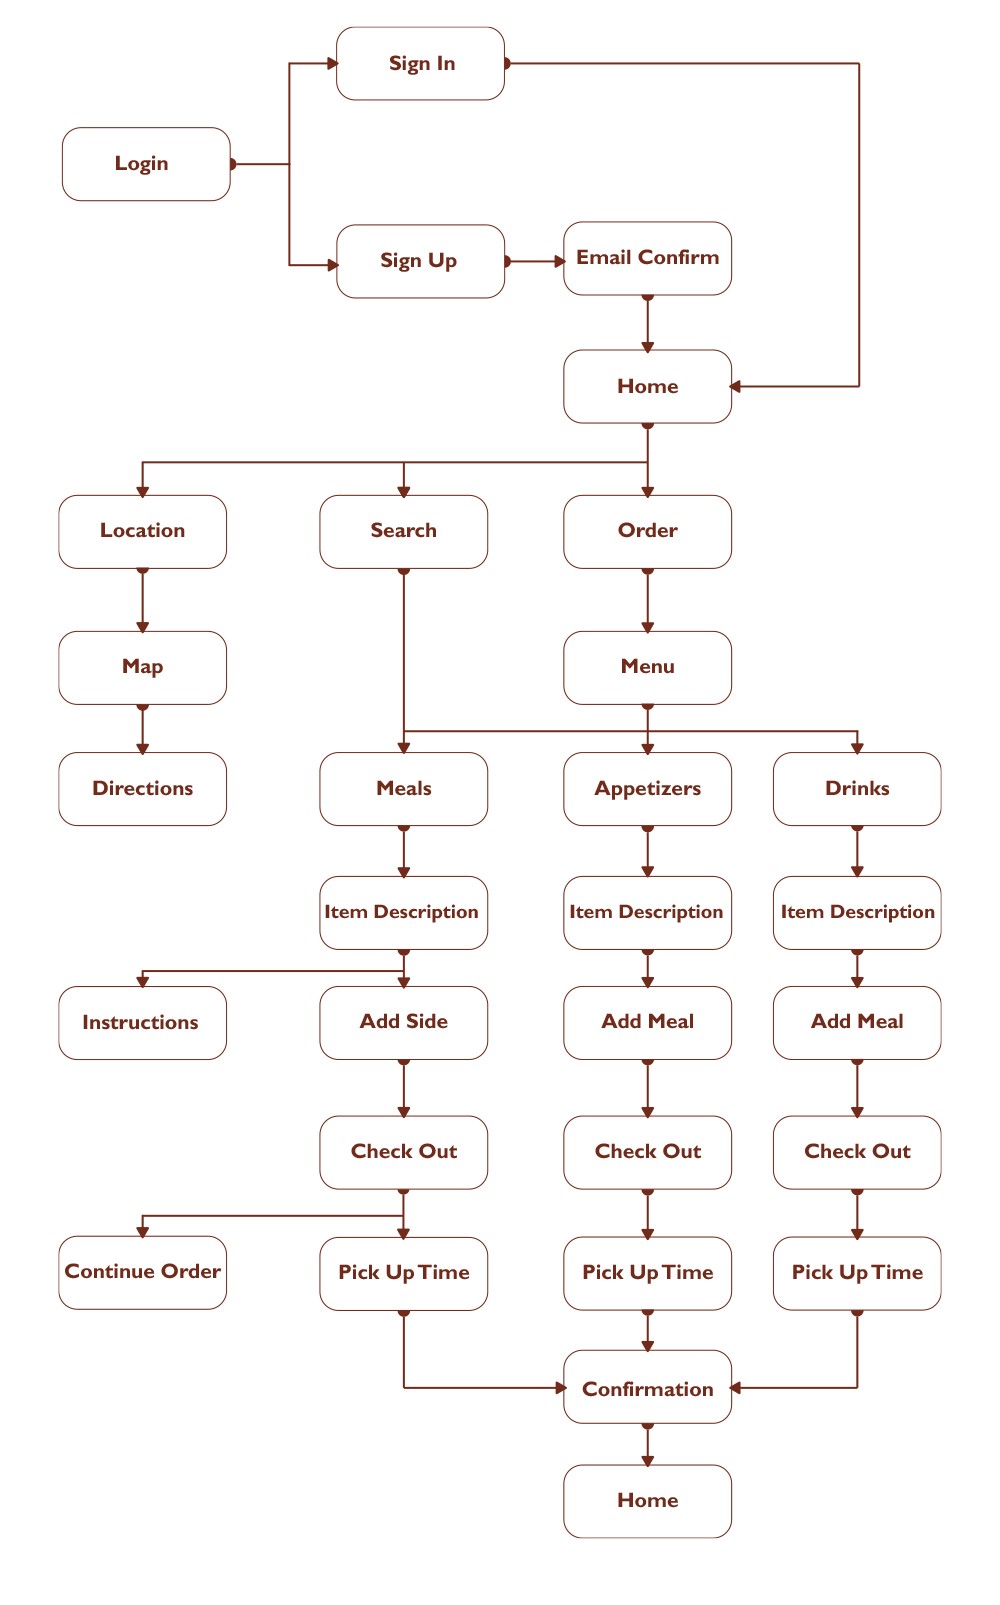 Sign In
Login
Sign Up
Email Confirm
Home
Location
Search
Order
Map
Menu
Directions
Meals
Appetizers
Drinks
Item Description
Item Description
Item Description
Instructions
Add Side
Add Meal
Add Meal
Check Out
Check Out
Check Out
Continue Order
Pick Up Time
Pick Up Time
Pick Up Time
Confirmation
Home